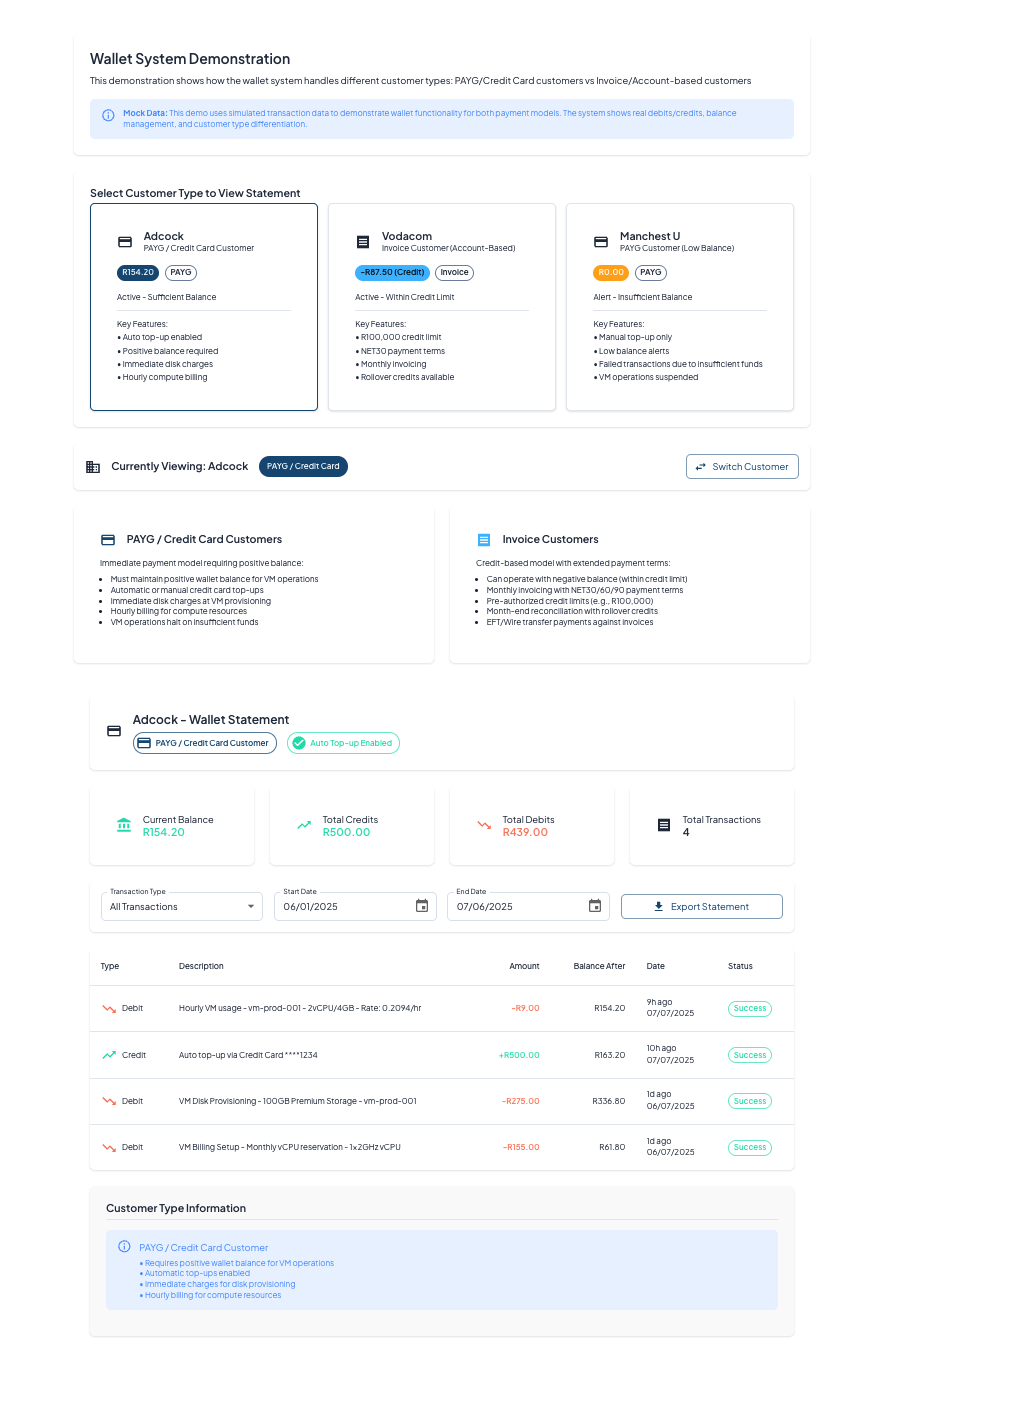 Wallet System Demonstration
This demonstration shows how the wallet system handles different customer types: PAYG/Credit Card customers vs Invoice/Account-based customers
Mock Data: This demo uses simulated transaction data to demonstrate wallet functionality for both payment models. The system shows real debits/credits, balance
management, and customer type differentiation.
Select Customer Type to View Statement
Adcock
PAYG / Credit Card Customer
R154.20 PAYG
Active - Sufficient Balance
Key Features:
• Auto top-up enabled
• Positive balance required
• Immediate disk charges
• Hourly compute billing
Vodacom
Invoice Customer (Account-Based)
-R87.50 (Credit) Invoice
Active - Within Credit Limit
Key Features:
• R100,000 credit limit
• NET30 payment terms
• Monthly invoicing
• Rollover credits available
Manchest U
PAYG Customer (Low Balance)
R0.00 PAYG
Alert - Insufficient Balance
Key Features:
• Manual top-up only
• Low balance alerts
• Failed transactions due to insufficient funds
• VM operations suspended
Currently Viewing: Adcock PAYG / Credit Card Switch Customer
PAYG / Credit Card Customers
Immediate payment model requiring positive balance:
• Must maintain positive wallet balance for VM operations
• Automatic or manual credit card top-ups
• Immediate disk charges at VM provisioning
• Hourly billing for compute resources
• VM operations halt on insufficient funds
Invoice Customers
Credit-based model with extended payment terms:
• Can operate with negative balance (within credit limit)
• Monthly invoicing with NET30/60/90 payment terms
• Pre-authorized credit limits (e.g., R100,000)
• Month-end reconciliation with rollover credits
• EFT/Wire transfer payments against invoices
Adcock - Wallet Statement
PAYG / Credit Card Customer Auto Top-up Enabled
Current Balance
R154.20
Total Credits
R500.00
Total Debits
R439.00
Total Transactions
4
Transaction Type
All Transactions
Start Date
06/01/2025
End Date
07/06/2025
Export Statement
Type Description Amount Balance After Date Status
Debit Hourly VM usage - vm-prod-001 - 2vCPU/4GB - Rate: 0.2094/hr -R9.00 R154.20 9h ago Success
07/07/2025
Credit Auto top-up via Credit Card ****1234 +R500.00 R163.20 10h ago Success
07/07/2025
Debit VM Disk Provisioning - 100GB Premium Storage - vm-prod-001 -R275.00 R336.80 1d ago Success
06/07/2025
Debit VM Billing Setup - Monthly vCPU reservation - 1×2GHz vCPU -R155.00 R61.80 1d ago Success
06/07/2025
Customer Type Information
PAYG / Credit Card Customer
• Requires positive wallet balance for VM operations
• Automatic top-ups enabled
• Immediate charges for disk provisioning
• Hourly billing for compute resources